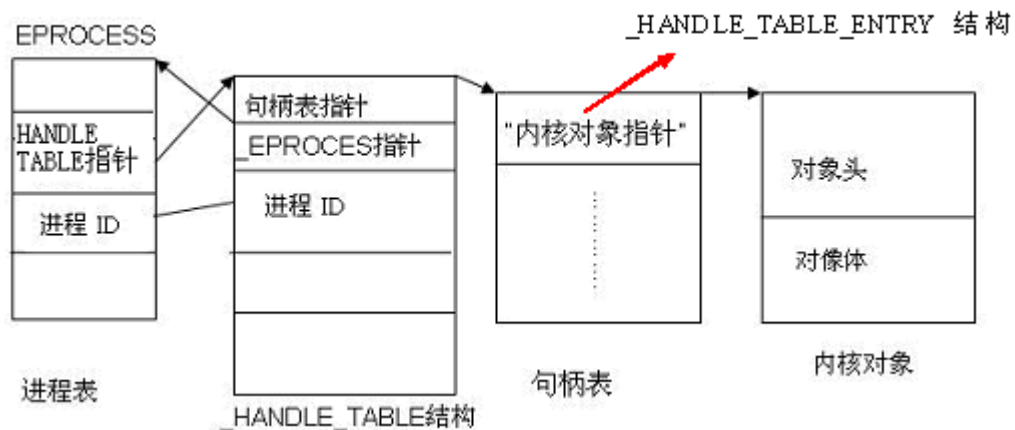 EPROCESS
HANDLE_
TABLE指针
进程 ID
进程表
句柄表指针
_EPROCES指针
进程 ID
_HANDLE_TABLE结构
_HANDLE_TABLE_ENTRY 结构
"内核对象指针"
句柄表
对象头
对像体
内核对象